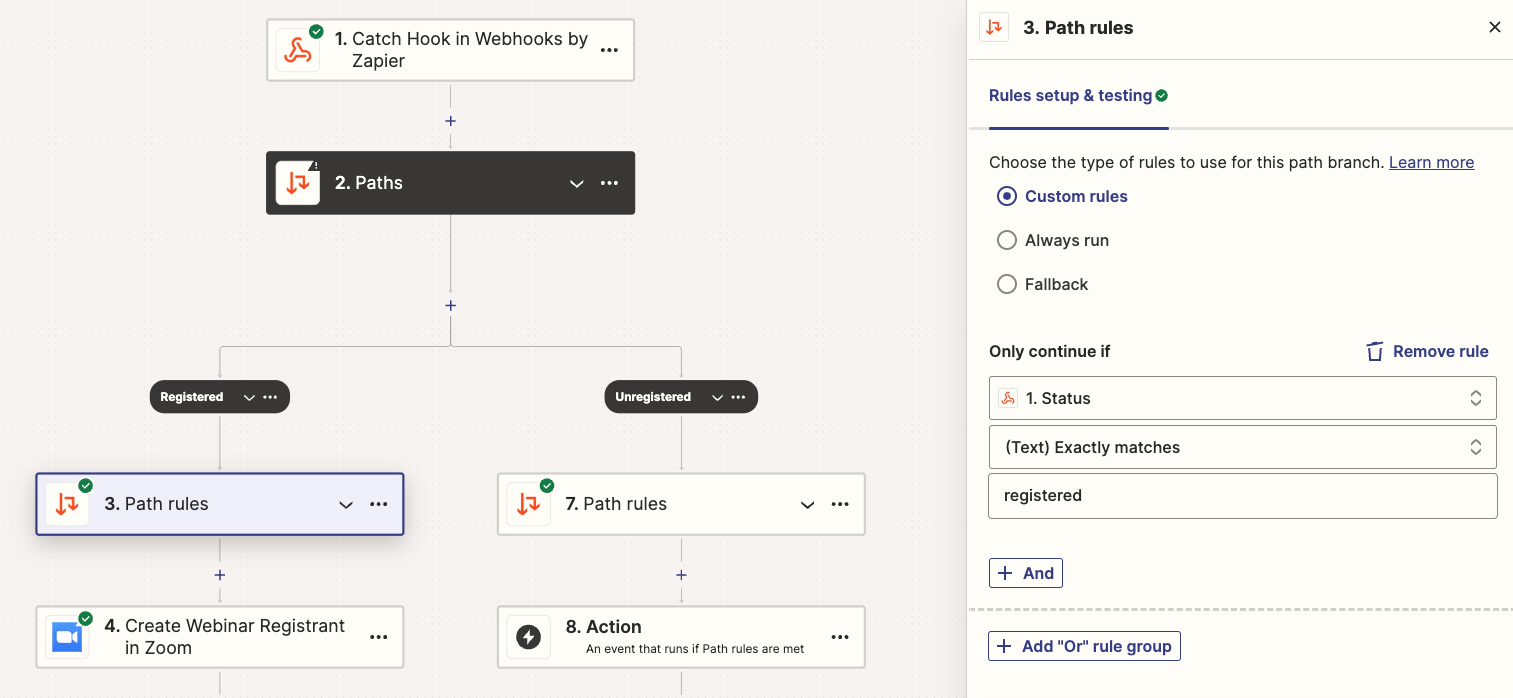 1. Catch Hook in Webhooks by
Zapier
2. Paths
Registered
Unregistered
3. Path rules
7. Path rules
4. Create Webinar Registrant
in Zoom
8. Action
An event that runs if Path rules are met
3. Path rules
Rules setup & testing
Choose the type of rules to use for this path branch. Learn more
Custom rules
Always run
Fallback
Only continue if
Remove rule
1. Status
(Text) Exactly matches
registered
And
Add "Or" rule group